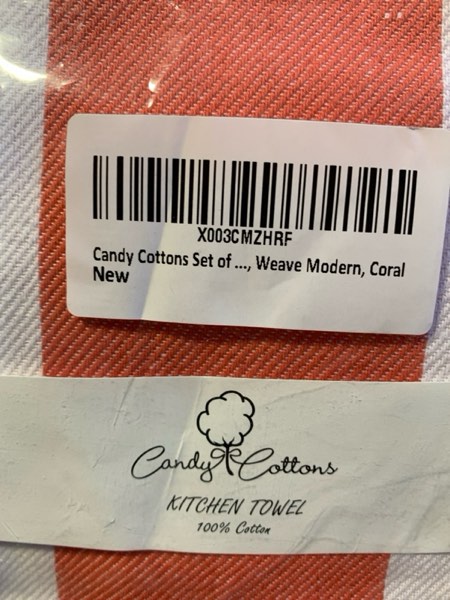 X003CMZHRF
Candy Cottons Set of ..., Weave Modern, Coral
New
Candy Cottons
KITCHEN TOWEL
100% Cotton